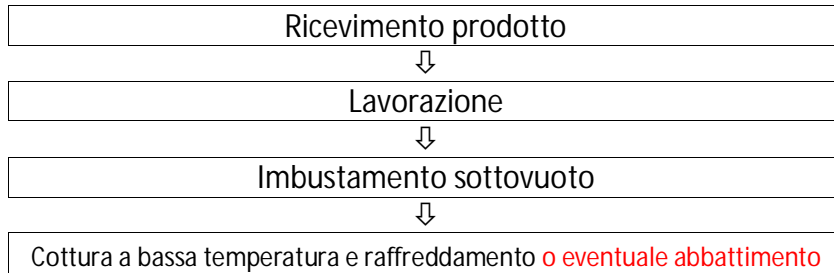 Ricevimento prodotto
⇩
Lavorazione
⇩
Imbustamento sottovuoto
⇩
Cottura a bassa temperatura e raffreddamento o eventuale abbattimento